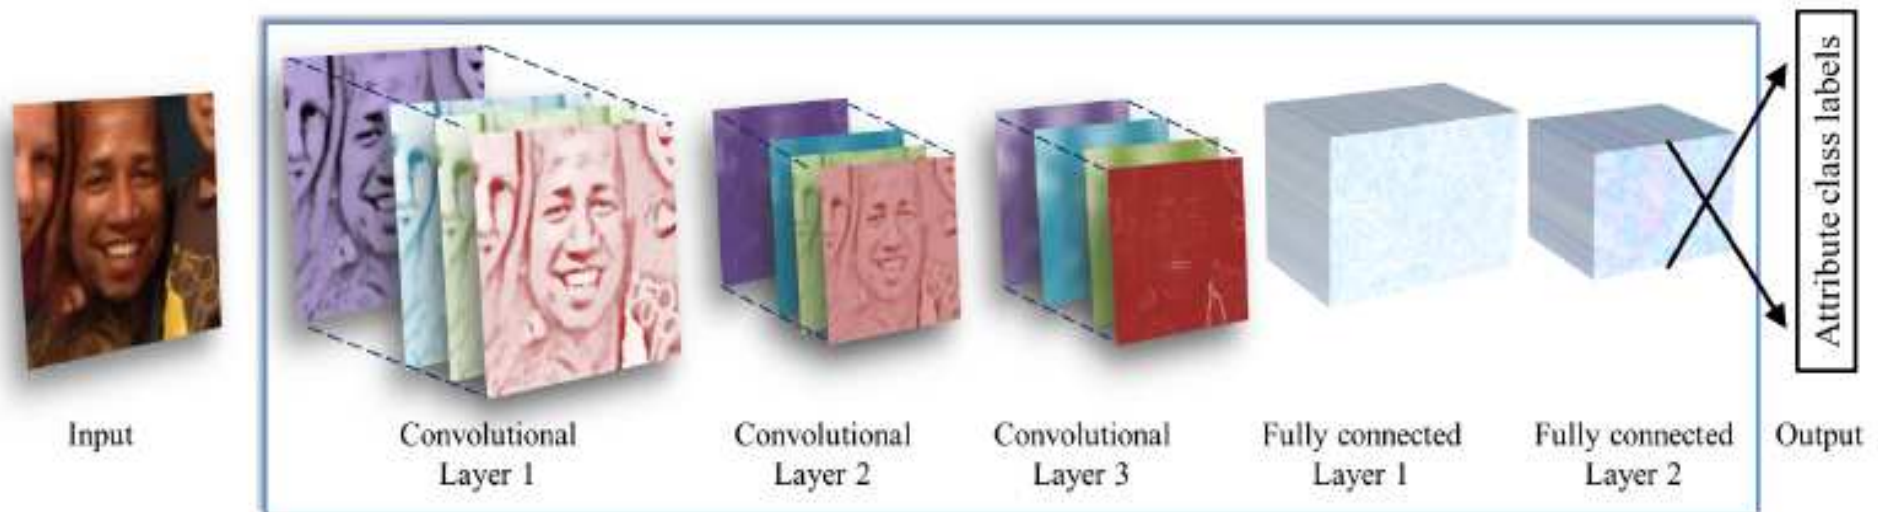 Input
Convolutional
Layer 1
Convolutional
Layer 2
Convolutional
Layer 3
Fully connected
Layer 1
Fully connected
Layer 2
Output
Attribute class labels